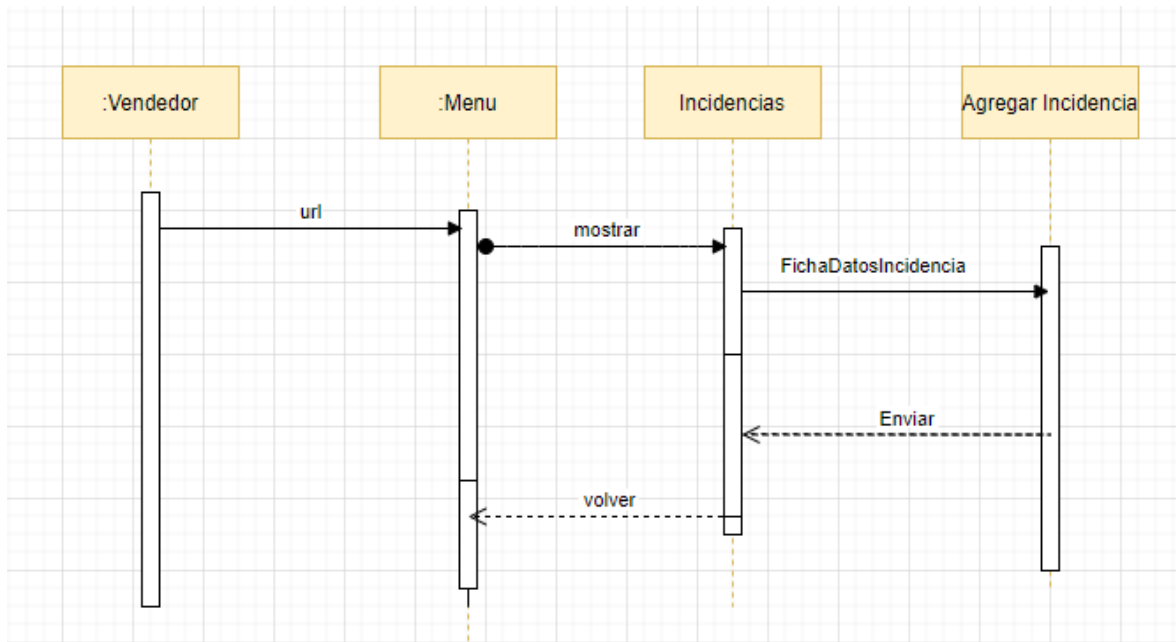 :Vendedor
:Menu
Incidencias
Agregar Incidencia
url
mostrar
FichaDatosIncidencia
Enviar
volver